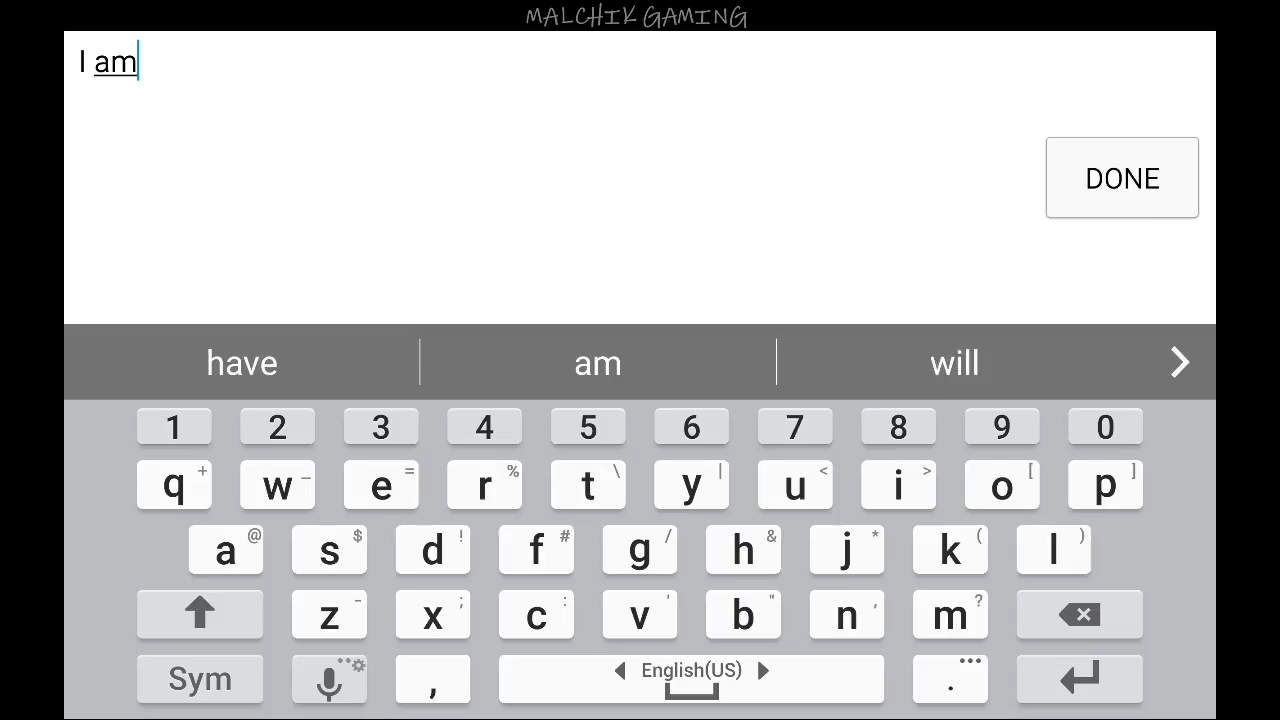 MALCHIK GAMING
I am
DONE
have am will
1 2 3 4 5 6 7 8 9 0
q + w _ e = r % t \ y | u < i > o [ p ]
a @ s $ d ! f # g / h & j * k ( l )
z - x ; c : v ' b " n , m ?
Sym , English(US) .